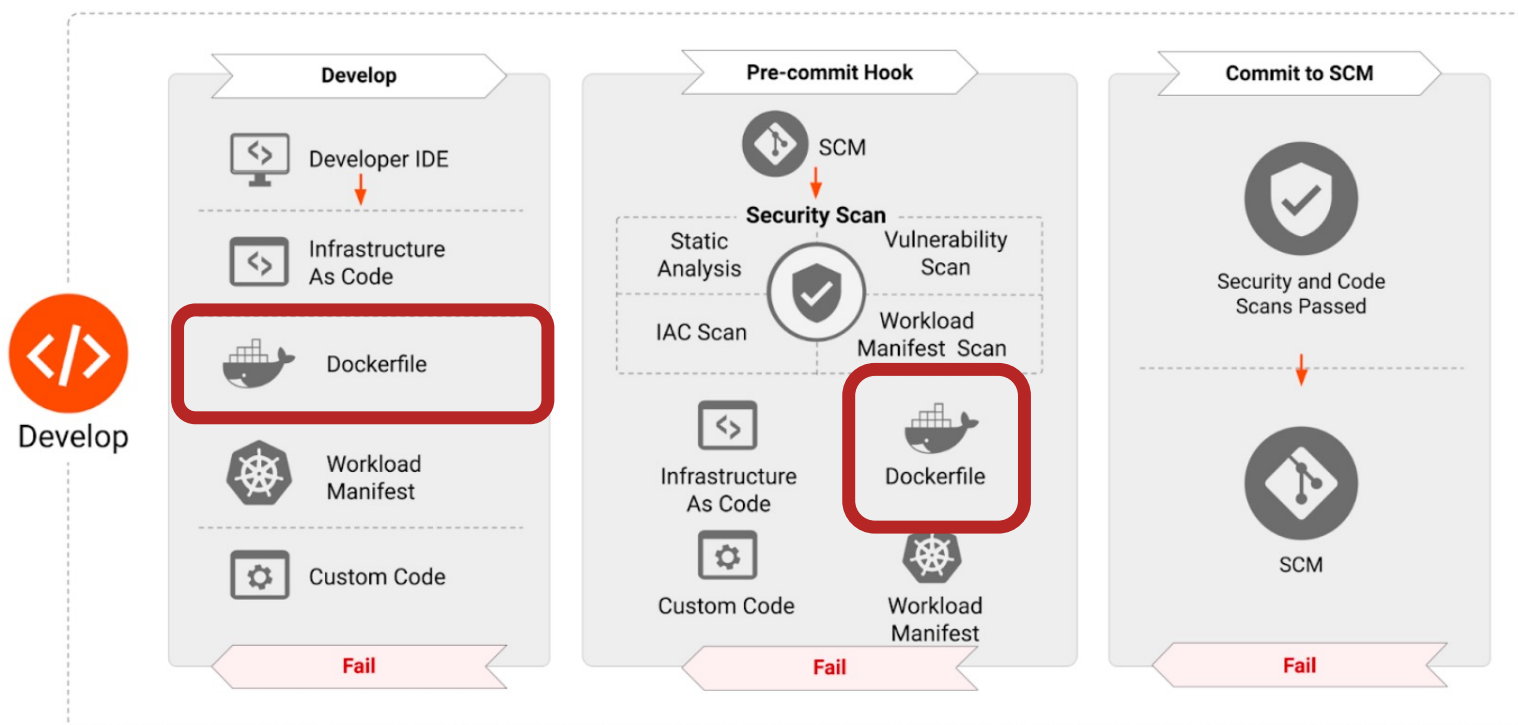 Develop
Develop
Developer IDE
Infrastructure
As Code
Dockerfile
Workload
Manifest
Custom Code
Fail
Pre-commit Hook
SCM
Security Scan
Static
Analysis
Vulnerability
Scan
IAC Scan
Workload
Manifest Scan
Infrastructure
As Code
Dockerfile
Custom Code
Workload
Manifest
Fail
Commit to SCM
Security and Code
Scans Passed
SCM
Fail